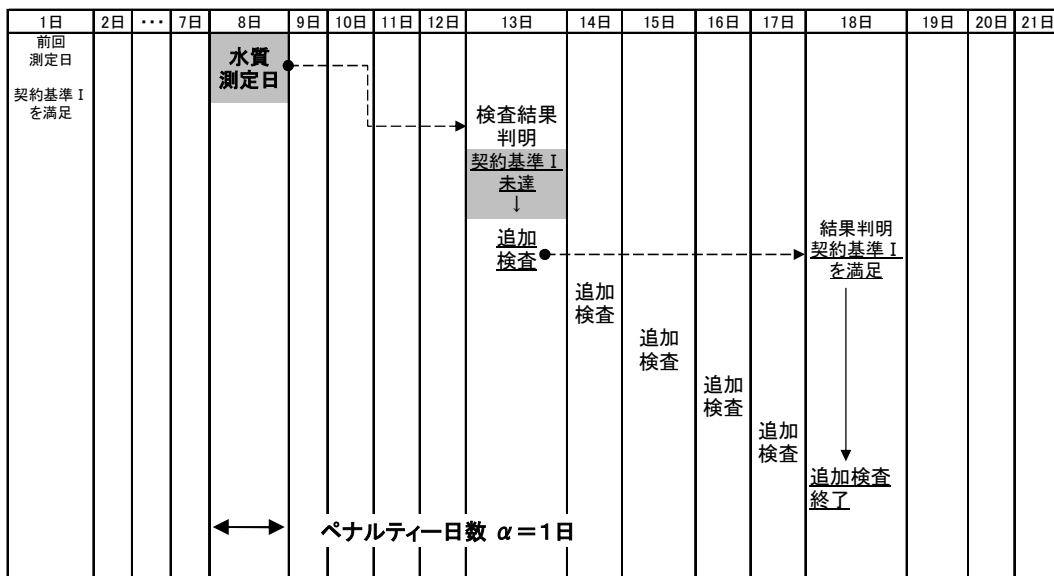 1日 2日 ・・・ 7日 8日 9日 10日 11日 12日 13日 14日 15日 16日 17日 18日 19日 20日 21日
前回
測定日
契約基準Ⅰ
を満足
水質
測定日
検査結果
判明
契約基準Ⅰ
未達
↓
追加
検査
結果判明
契約基準Ⅰ
を満足
追加
検査
追加
検査
追加
検査
追加
検査
追加検査
終了
ペナルティー日数 α=1日